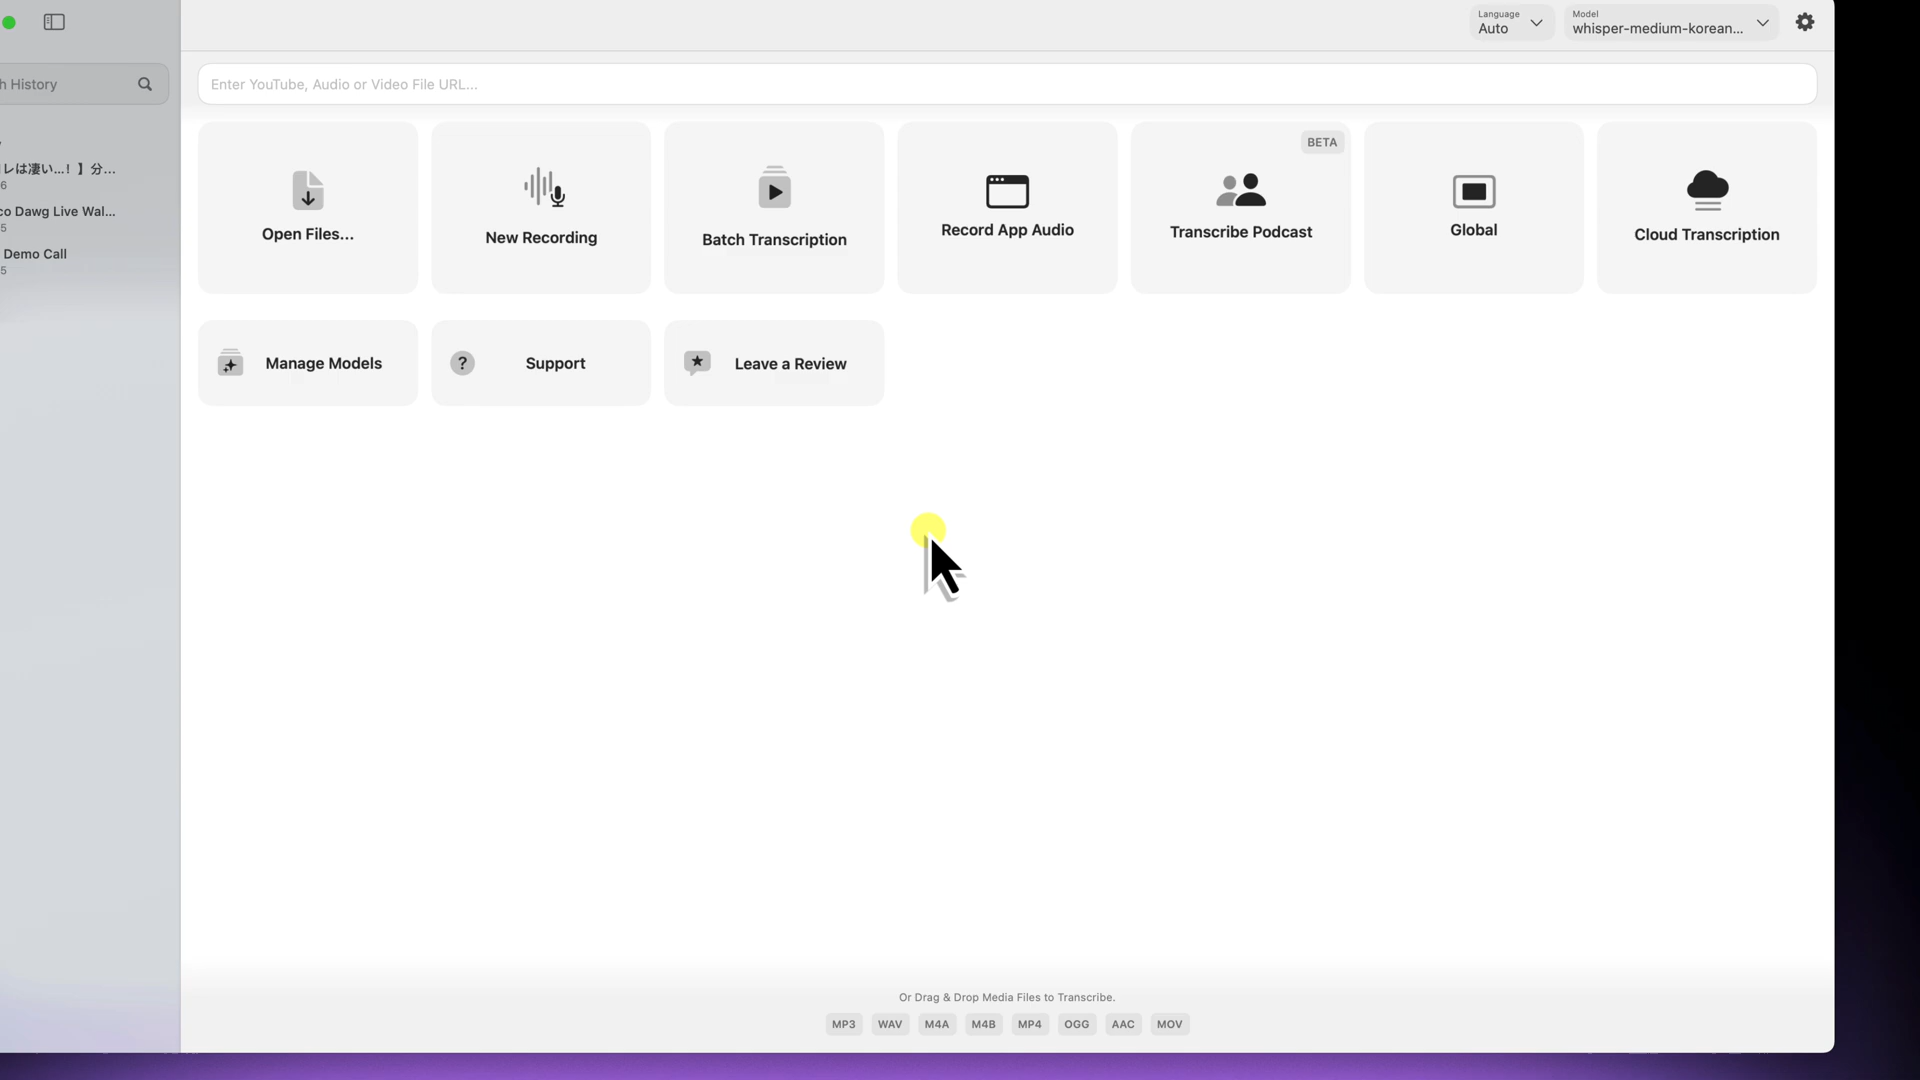 Language
Auto
Model
whisper-medium-korean...
h History
Enter YouTube, Audio or Video File URL...
レは凄い...！】分...
6
co Dawg Live Wal...
5
Demo Call
5
Open Files...
New Recording
Batch Transcription
Record App Audio
BETA
Transcribe Podcast
Global
Cloud Transcription
Manage Models
? Support
Leave a Review
Or Drag & Drop Media Files to Transcribe.
MP3 WAV M4A M4B MP4 OGG AAC MOV